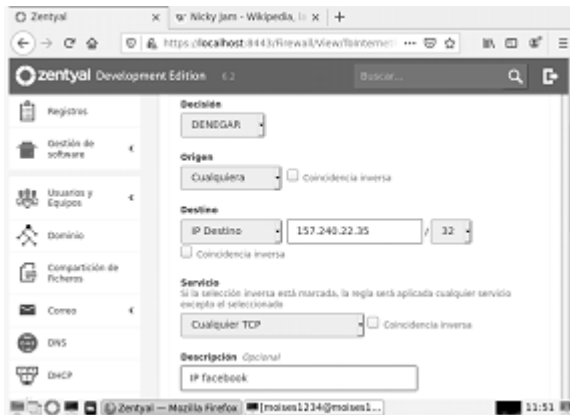 Zentyal
Nicky Jam - Wikipedia, l
https://localhost:8443/Firewall/View/ToInternet
zentyal Development Edition 6.2
Buscar...
Registros
Gestión de software
Usuarios y Equipos
Dominio
Compartición de Ficheros
Correo
DNS
DHCP
Decisión
DENEGAR
Origen
Cualquiera
Coincidencia inversa
Destino
IP Destino
157.240.22.35 / 32
Coincidencia inversa
Servicio
Si la selección inversa está marcada, la regla será aplicada cualquier servicio
excepto el seleccionado
Cualquier TCP
Coincidencia inversa
Descripción Opcional
IP facebook
Zentyal — Mozilla Firefox
[moises1234@moises1...
11:51